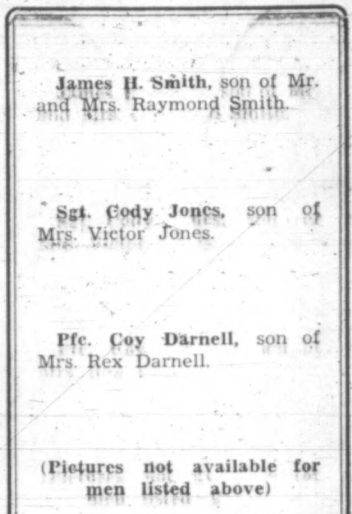 James H. Smith, son of Mr.
and Mrs. Raymond Smith.
Sgt. Cody Jones, son of
Mrs. Victor Jones.
Pfc. Coy Darnell, son of
Mrs. Rex Darnell.
(Pictures not available for
men listed above)